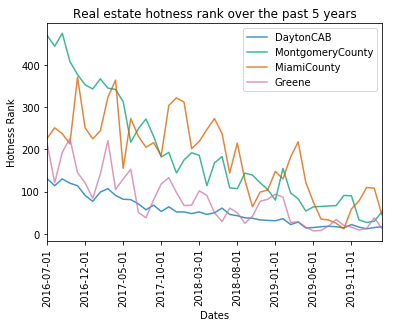 Real estate hotness rank over the past 5 years
DaytonCAB
MontgomeryCounty
MiamiCounty
Greene
Hotness Rank
400
300
200
100
0
2016-07-01
2016-12-01
2017-05-01
2017-10-01
2018-03-01
2018-08-01
2019-01-01
2019-06-01
2019-11-01
Dates